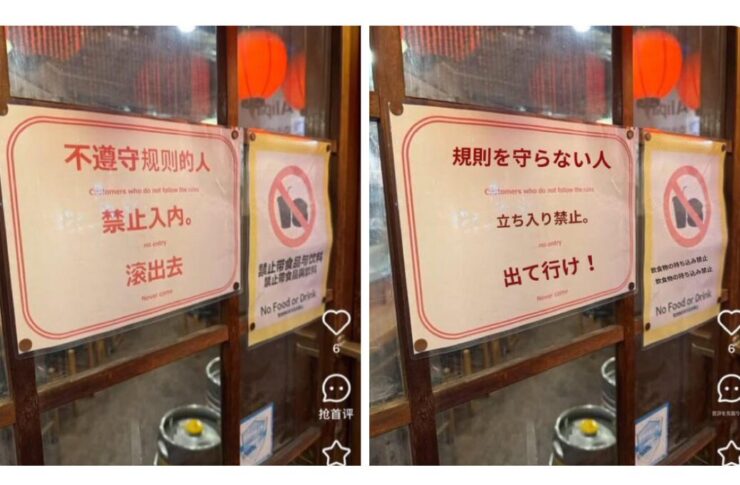 不遵守规则的人
Customers who do not follow the rules
禁止入内。
no entry
滚出去
Never come
禁止带食品与饮料
禁止带食品與飲料
No Food or Drink
6
抢首评
規則を守らない人
Customers who do not follow the rules
立ち入り禁止。
no entry
出て行け！
Never come
飲食物の持ち込み禁止
飲食物の持ち込み禁止
No Food or Drink
6